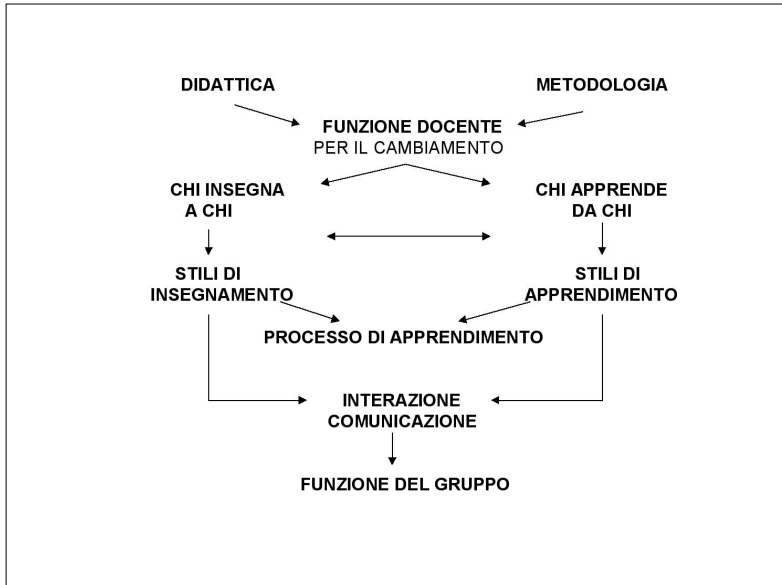 DIDATTICA
METODOLOGIA
FUNZIONE DOCENTE
PER IL CAMBIAMENTO
CHI INSEGNA
A CHI
CHI APPRENDE
DA CHI
STILI DI
INSEGNAMENTO
STILI DI
APPRENDIMENTO
PROCESSO DI APPRENDIMENTO
INTERAZIONE
COMUNICAZIONE
FUNZIONE DEL GRUPPO